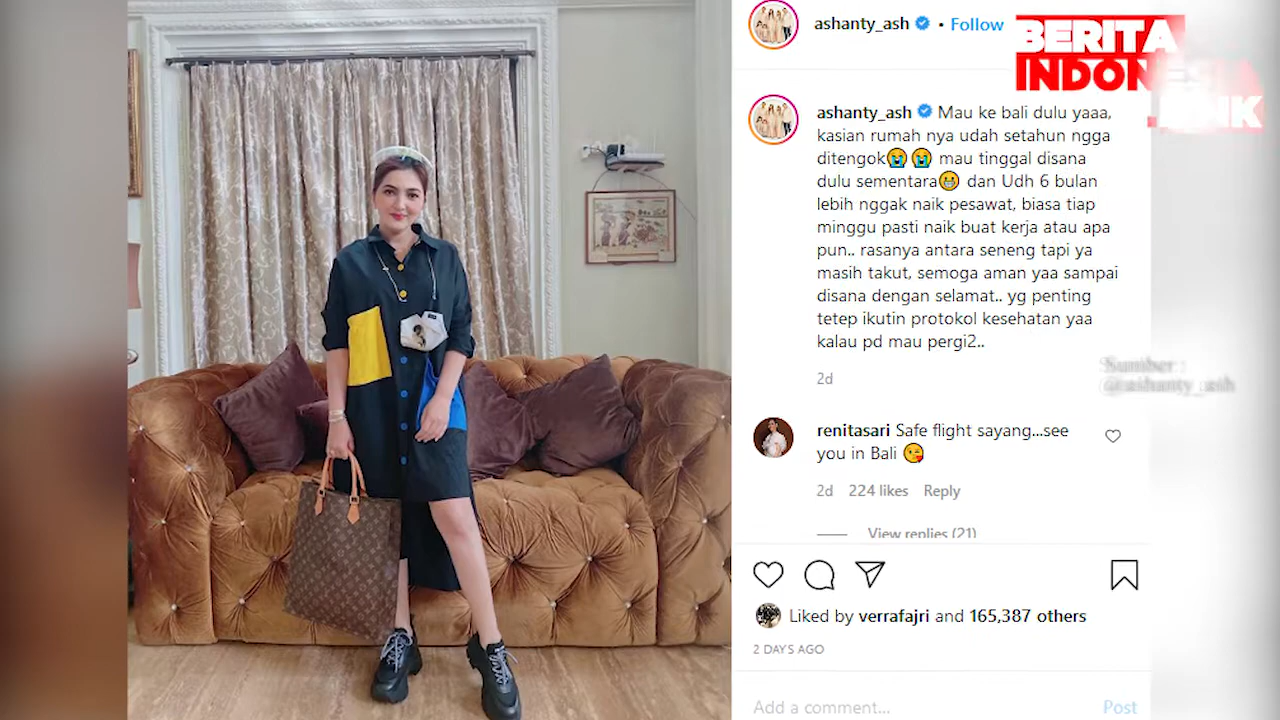 ashanty_ash • Follow
BERITA
INDONESIA
ashanty_ash Mau ke bali dulu yaaa,
kasian rumah nya udah setahun ngga
ditengok😭😭 mau tinggal disana
dulu sementara😀 dan Udh 6 bulan
lebih nggak naik pesawat, biasa tiap
minggu pasti naik buat kerja atau apa
pun.. rasanya antara seneng tapi ya
masih takut, semoga aman yaa sampai
disana dengan selamat.. yg penting
tetep ikutin protokol kesehatan yaa
kalau pd mau pergi2..
2d
Sumber :
@ashanty_ash
renitasari Safe flight sayang...see
you in Bali 😘
2d 224 likes Reply
View replies (21)
Liked by verrafajri and 165,387 others
2 DAYS AGO
Add a comment... Post